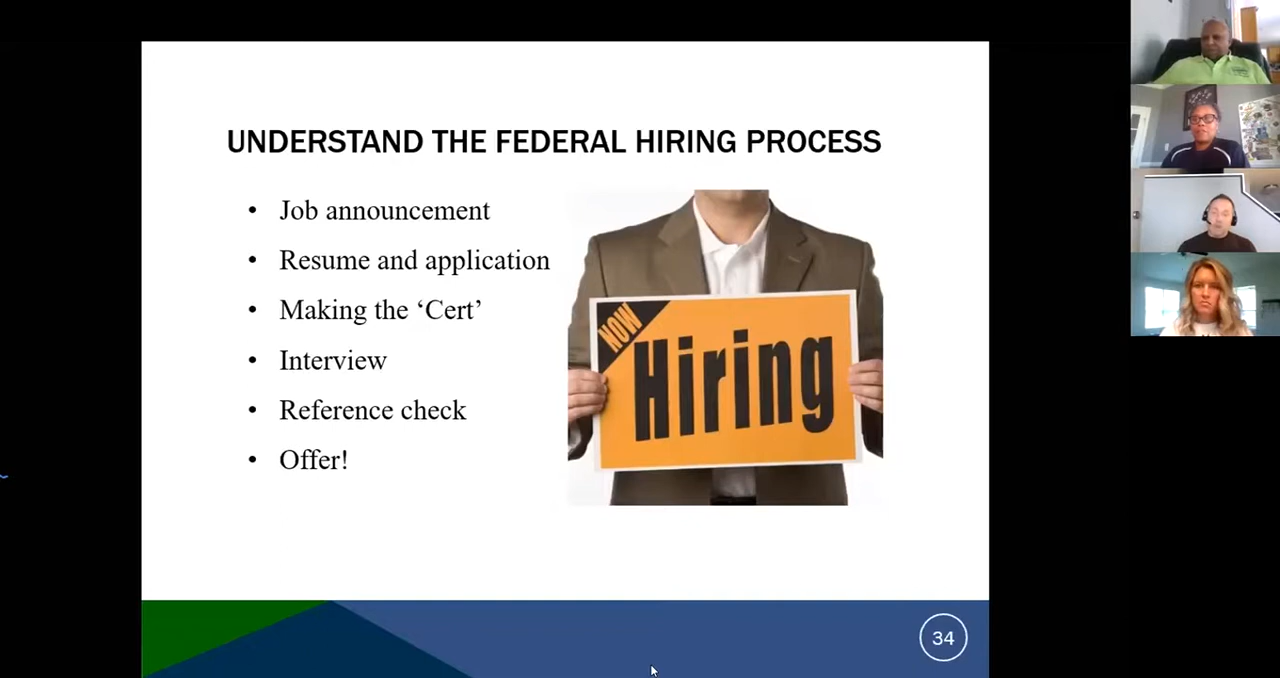 UNDERSTAND THE FEDERAL HIRING PROCESS
• Job announcement
• Resume and application
• Making the ‘Cert’
• Interview
• Reference check
• Offer!
NOW
Hiring
34